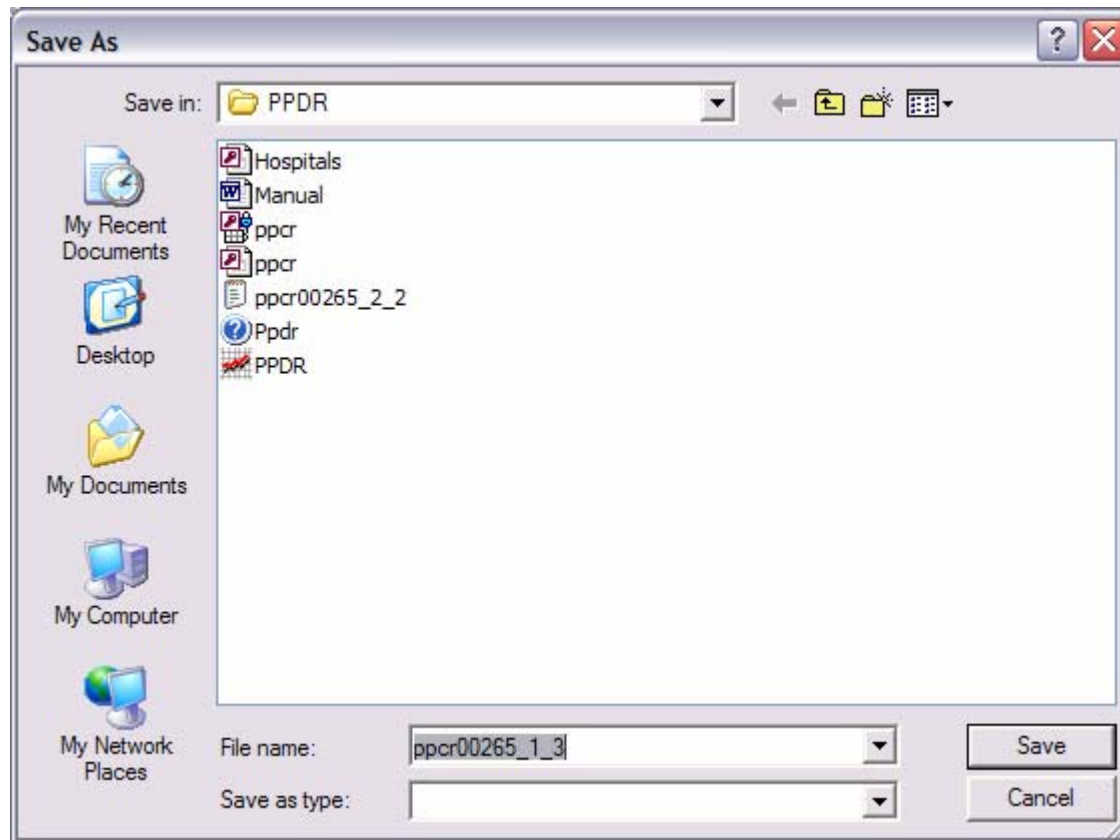 Save As
Save in:
PPDR
My Recent
Documents
Desktop
My Documents
My Computer
My Network
Places
Hospitals
Manual
ppcr
ppcr
ppcr00265_2_2
Ppdr
PPDR
File name:
ppcr00265_1_3
Save
Save as type:
Cancel